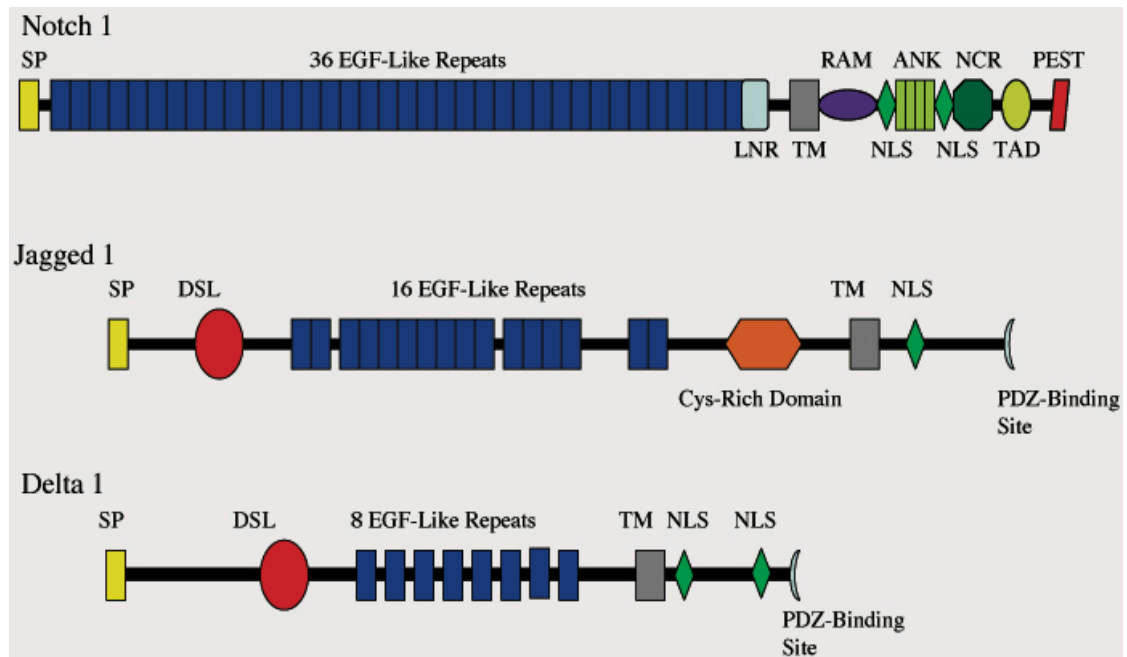 Notch 1
SP
36 EGF-Like Repeats
RAM
ANK
NCR
PEST
LNR
TM
NLS
NLS
TAD
Jagged 1
SP
DSL
16 EGF-Like Repeats
TM
NLS
Cys-Rich Domain
PDZ-Binding
Site
Delta 1
SP
DSL
8 EGF-Like Repeats
TM
NLS
NLS
PDZ-Binding
Site